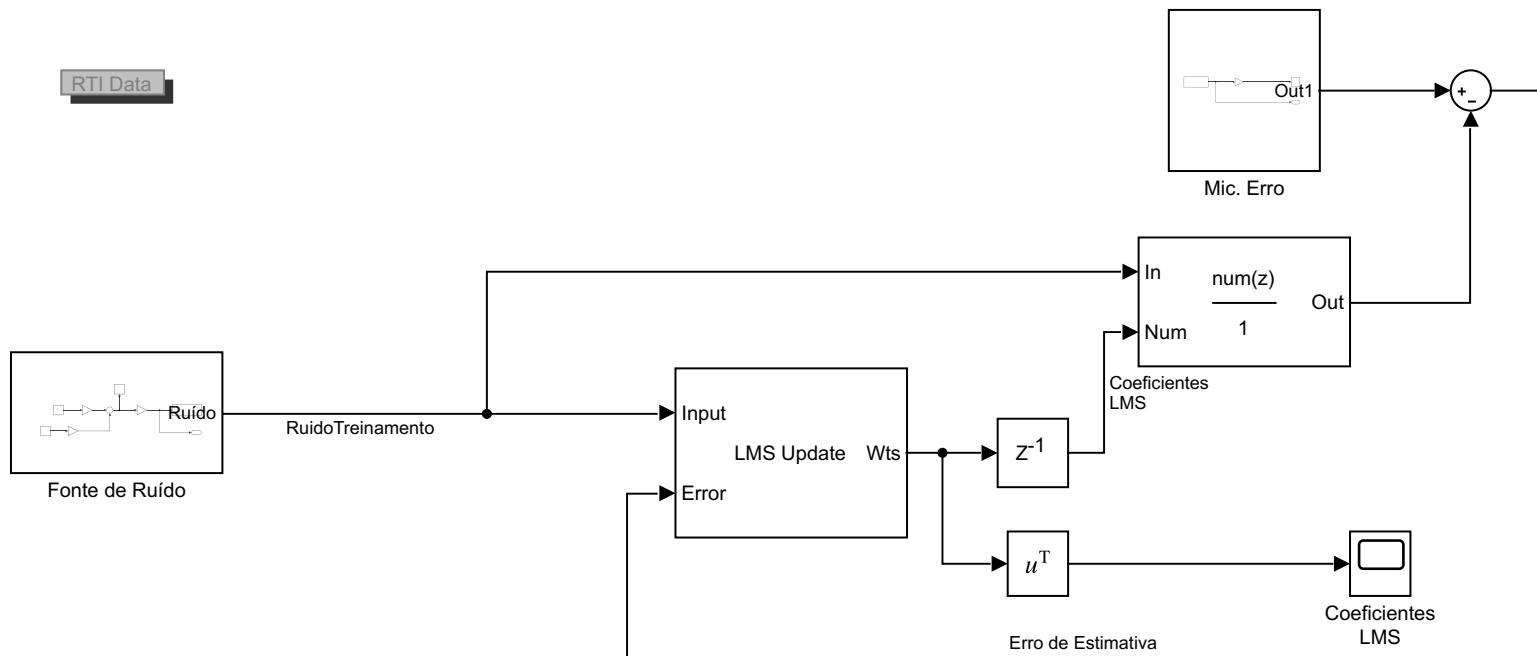 RTI Data
Out1
+
−
Mic. Erro
In
num(z)
1
Out
Num
Ruído
RuidoTreinamento
Fonte de Ruído
Input
LMS Update
Wts
Error
Coeficientes
LMS
Z-1
uT
Coeficientes
LMS
Erro de Estimativa